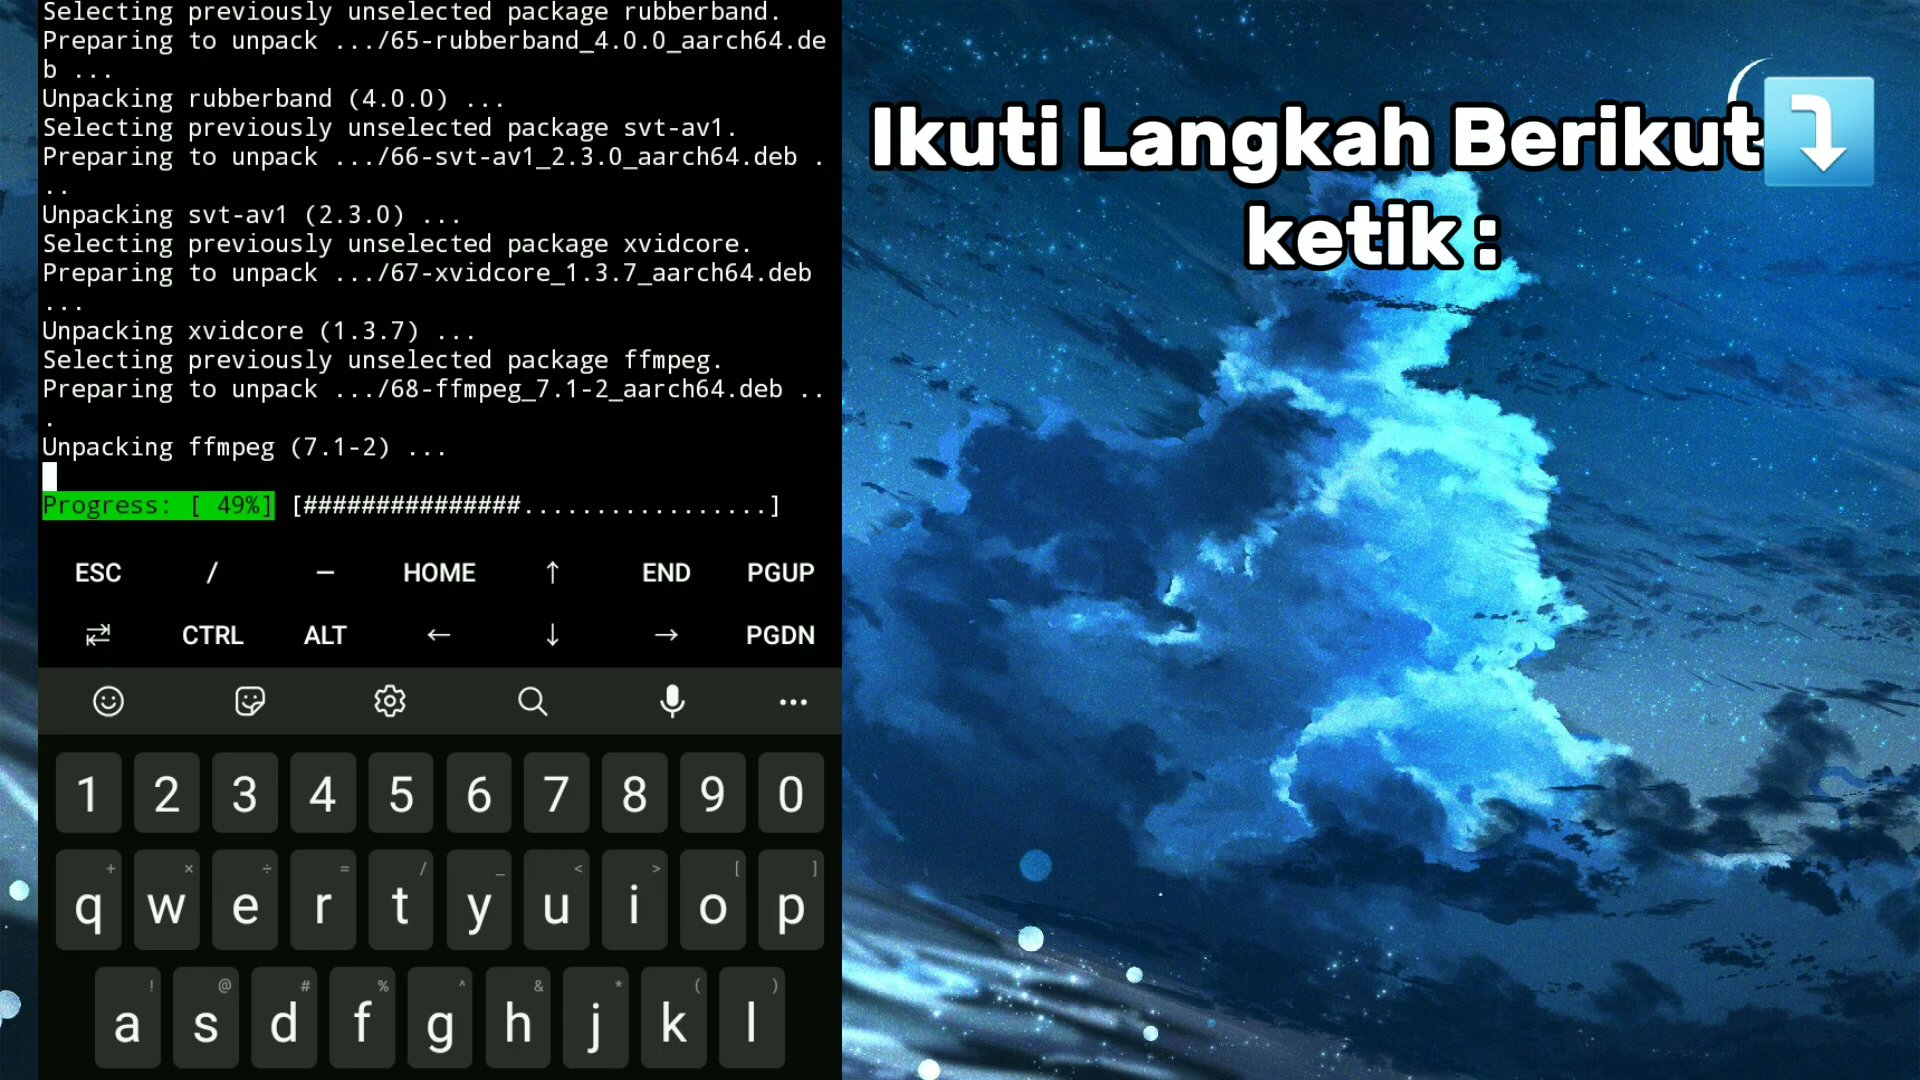 Selecting previously unselected package rubberband.
Preparing to unpack .../65-rubberband_4.0.0_aarch64.de
b ...
Unpacking rubberband (4.0.0) ...
Selecting previously unselected package svt-av1.
Preparing to unpack .../66-svt-av1_2.3.0_aarch64.deb .
..
Unpacking svt-av1 (2.3.0) ...
Selecting previously unselected package xvidcore.
Preparing to unpack .../67-xvidcore_1.3.7_aarch64.deb
...
Unpacking xvidcore (1.3.7) ...
Selecting previously unselected package ffmpeg.
Preparing to unpack .../68-ffmpeg_7.1-2_aarch64.deb ..
.
Unpacking ffmpeg (7.1-2) ...
Progress: [ 49%] [###############.................]
ESC / — HOME ↑ END PGUP
⇄ CTRL ALT ← ↓ → PGDN
1 2 3 4 5 6 7 8 9 0
+ × ÷ = / _ < > [ ]
q w e r t y u i o p
! @ # % ^ & * ( )
a s d f g h j k l
Ikuti Langkah Berikut⤵️
ketik :